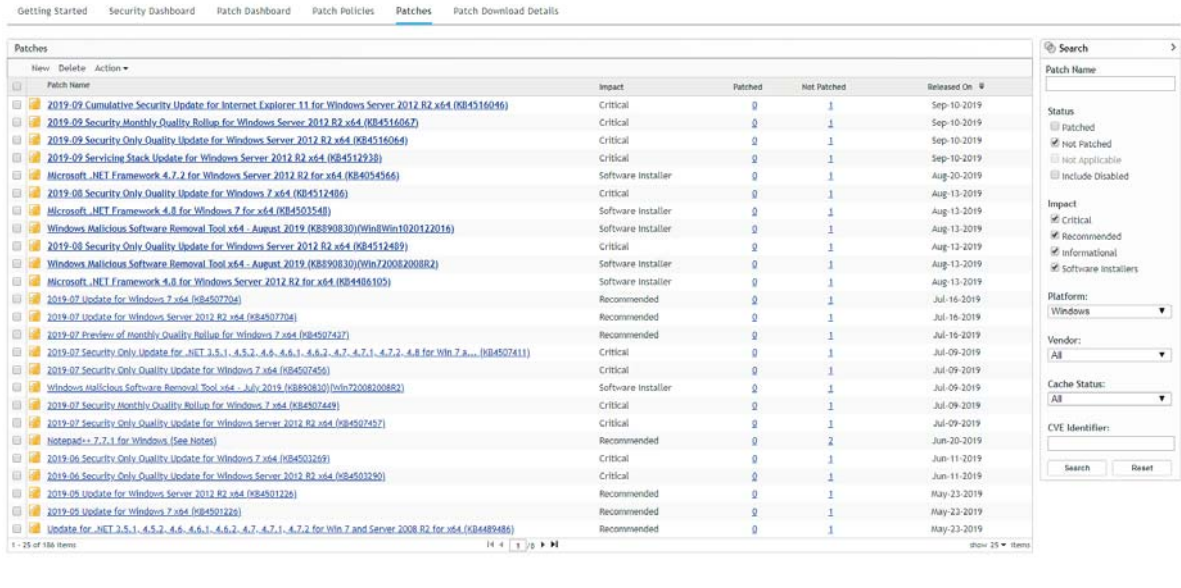 Getting Started Security Dashboard Patch Dashboard Patch Policies Patches Patch Download Details
Patches
New Delete Action
Patch Name Impact Patched Not Patched Released On
2019-09 Cumulative Security Update for Internet Explorer 11 for Windows Server 2012 R2 x64 (KB4516046) Critical 0 1 Sep-10-2019
2019-09 Security Monthly Quality Rollup for Windows Server 2012 R2 x64 (KB4516067) Critical 0 1 Sep-10-2019
2019-09 Security Only Quality Update for Windows Server 2012 R2 x64 (KB4516064) Critical 0 1 Sep-10-2019
2019-09 Servicing Stack Update for Windows Server 2012 R2 x64 (KB4512938) Critical 0 1 Sep-10-2019
Microsoft .NET Framework 4.7.2 for Windows Server 2012 R2 for x64 (KB4054566) Software Installer 0 1 Aug-20-2019
2019-08 Security Only Quality Update for Windows 7 x64 (KB4512486) Critical 0 1 Aug-13-2019
Microsoft .NET Framework 4.8 for Windows 7 for x64 (KB4503548) Software Installer 0 1 Aug-13-2019
Windows Malicious Software Removal Tool x64 - August 2019 (KB890830)(Win8Win1020122016) Software Installer 0 1 Aug-13-2019
2019-08 Security Only Quality Update for Windows Server 2012 R2 x64 (KB4512489) Critical 0 1 Aug-13-2019
Windows Malicious Software Removal Tool x64 - August 2019 (KB890830)(Win720082008R2) Software Installer 0 1 Aug-13-2019
Microsoft .NET Framework 4.8 for Windows Server 2012 R2 for x64 (KB4486105) Software Installer 0 1 Aug-13-2019
2019-07 Update for Windows 7 x64 (KB4507704) Recommended 0 1 Jul-16-2019
2019-07 Update for Windows Server 2012 R2 x64 (KB4507704) Recommended 0 1 Jul-16-2019
2019-07 Preview of Monthly Quality Rollup for Windows 7 x64 (KB4507437) Recommended 0 1 Jul-16-2019
2019-07 Security Only Update for .NET 3.5.1, 4.5.2, 4.6, 4.6.1, 4.6.2, 4.7, 4.7.1, 4.7.2, 4.8 for Win 7 a... (KB4507411) Critical 0 1 Jul-09-2019
2019-07 Security Only Quality Update for Windows 7 x64 (KB4507456) Critical 0 1 Jul-09-2019
Windows Malicious Software Removal Tool x64 - July 2019 (KB890830)(Win720082008R2) Software Installer 0 1 Jul-09-2019
2019-07 Security Monthly Quality Rollup for Windows 7 x64 (KB4507449) Critical 0 1 Jul-09-2019
2019-07 Security Only Quality Update for Windows Server 2012 R2 x64 (KB4507457) Critical 0 1 Jul-09-2019
Notepad++ 7.7.1 for Windows (See Notes) Recommended 0 2 Jun-20-2019
2019-06 Security Only Quality Update for Windows 7 x64 (KB4503269) Critical 0 1 Jun-11-2019
2019-06 Security Only Quality Update for Windows Server 2012 R2 x64 (KB4503290) Critical 0 1 Jun-11-2019
2019-05 Update for Windows Server 2012 R2 x64 (KB4501226) Recommended 0 1 May-23-2019
2019-05 Update for Windows 7 x64 (KB4501226) Recommended 0 1 May-23-2019
Update for .NET 3.5.1, 4.5.2, 4.6, 4.6.1, 4.6.2, 4.7, 4.7.1, 4.7.2 for Win 7 and Server 2008 R2 for x64 (KB4489486) Recommended 0 1 May-23-2019
1 - 25 of 186 items 1 /8 show 25 items
Search
Patch Name
Status
Patched
Not Patched
Not Applicable
Include Disabled
Impact
Critical
Recommended
Informational
Software Installers
Platform:
Windows
Vendor:
All
Cache Status:
All
CVE Identifier:
Search Reset